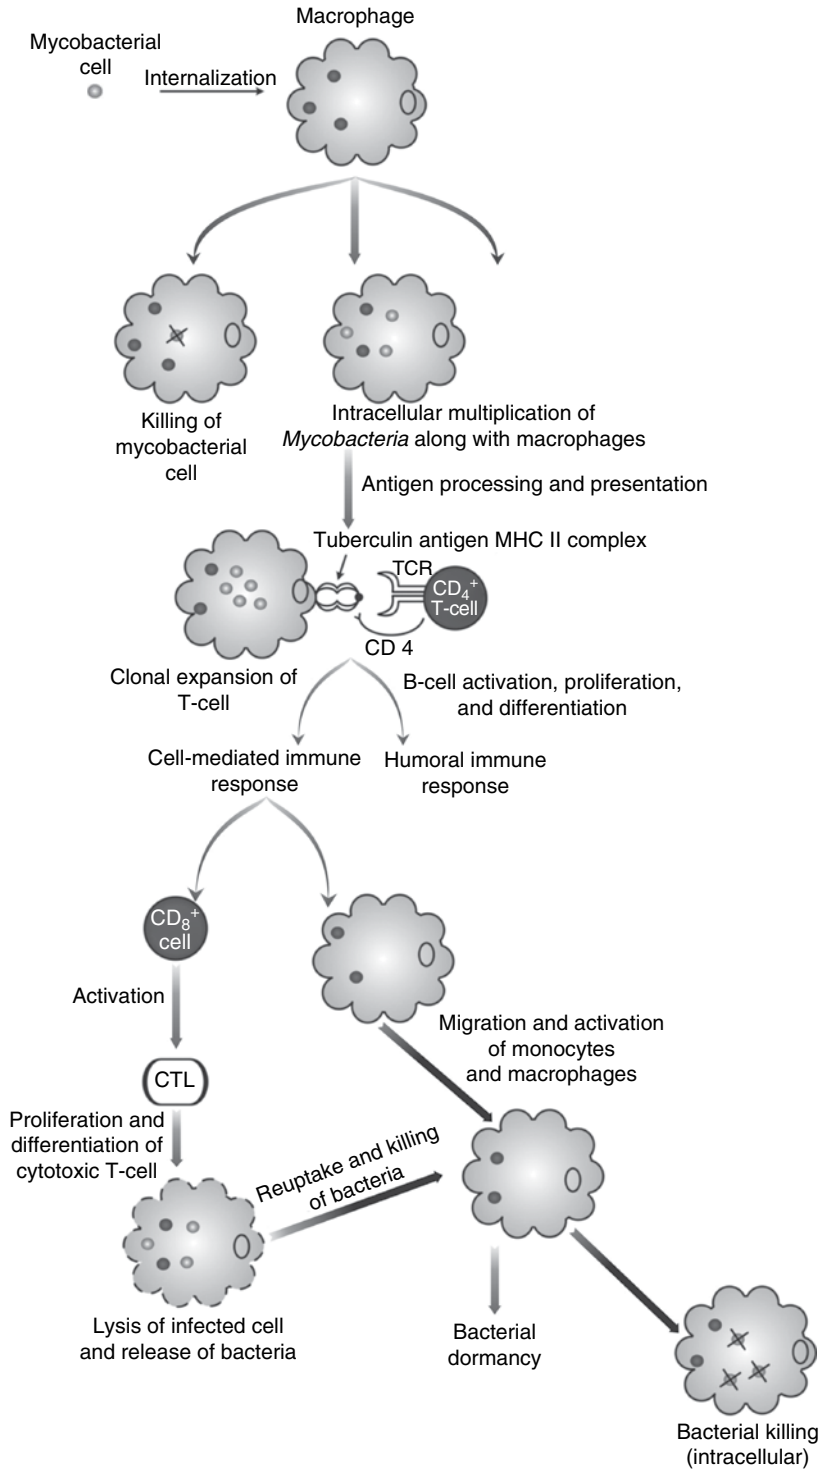 Macrophage
Mycobacterial
cell
Internalization
Killing of
mycobacterial
cell
Intracellular multiplication of
Mycobacteria along with macrophages
Antigen processing and presentation
Tuberculin antigen MHC II complex
TCR
CD₄⁺
T-cell
CD 4
Clonal expansion of
T-cell
B-cell activation, proliferation,
and differentiation
Cell-mediated immune
response
Humoral immune
response
CD₈⁺
cell
Activation
Migration and activation
of monocytes
and macrophages
CTL
Proliferation and
differentiation of
cytotoxic T-cell
Reuptake and killing
of bacteria
Lysis of infected cell
and release of bacteria
Bacterial
dormancy
Bacterial killing
(intracellular)